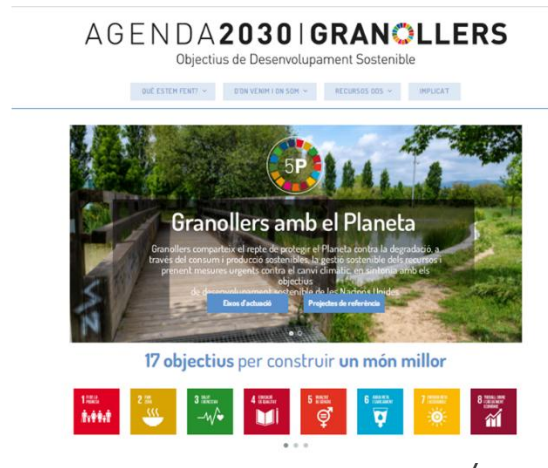 AGENDA2030|GRANOLLERS
Objectius de Desenvolupament Sostenible
QUÈ ESTEM FENT?
D'ON VENIM I ON SOM
RECURSOS ODS
IMPLICA'T
5P
Granollers amb el Planeta
Granollers comparteix el repte de protegir el Planeta contra la degradació, a
través del consum i producció sostenibles, la gestió sostenible dels recursos i
prenent mesures urgents contra el canvi climàtic, en sintonia amb els
objectius
de desenvolupament sostenible de les Nacions Unides.
Eixos d'actuació
Projectes de referència
17 objectius per construir un món millor
1
2
3
4
5
6
7
8